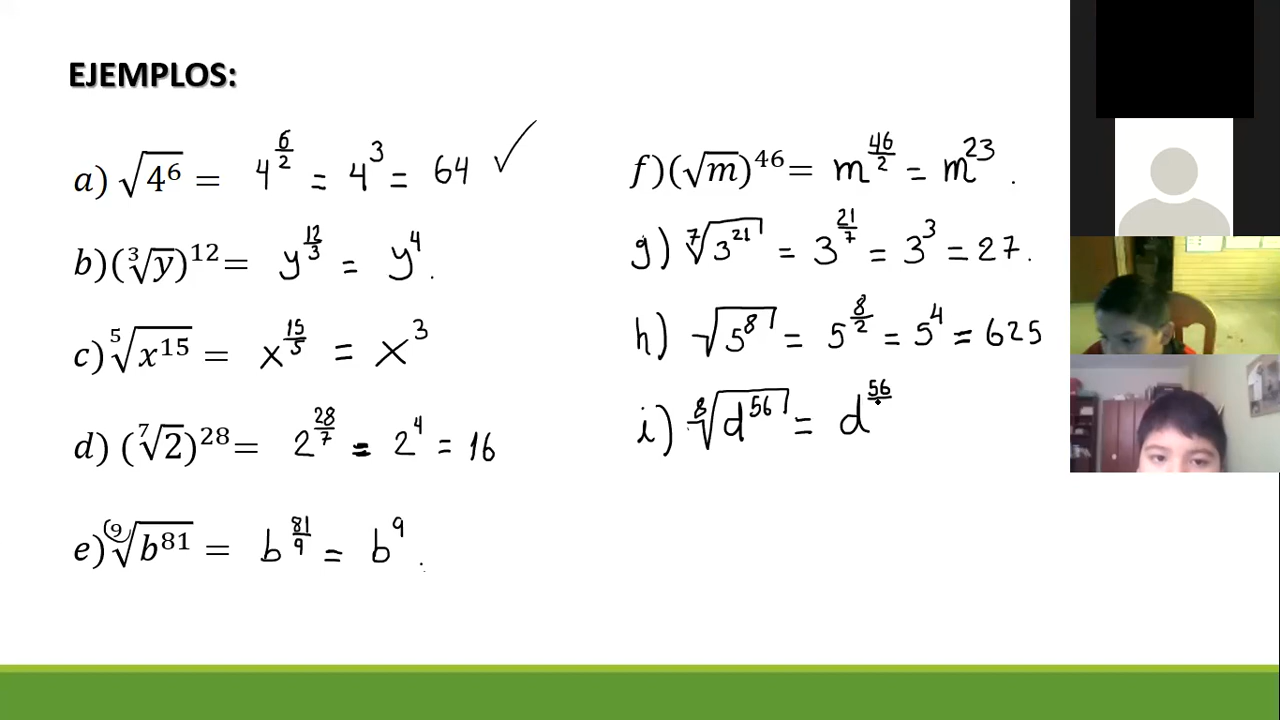 EJEMPLOS:
a) √4⁶ = 4^(6/2) = 4³ = 64 ✓
b) (³√y)¹² = y^(12/3) = y⁴.
c) ⁵√x¹⁵ = x^(15/5) = x³
d) (⁷√2)²⁸ = 2^(28/7) = 2⁴ = 16
e) ⁹√b⁸¹ = b^(81/9) = b⁹.
f) (√m)⁴⁶ = m^(46/2) = m²³.
g) ⁷√3²¹ = 3^(21/7) = 3³ = 27.
h) √5⁸ = 5^(8/2) = 5⁴ = 625
i) ⁸√d⁵⁶ = d^(56/